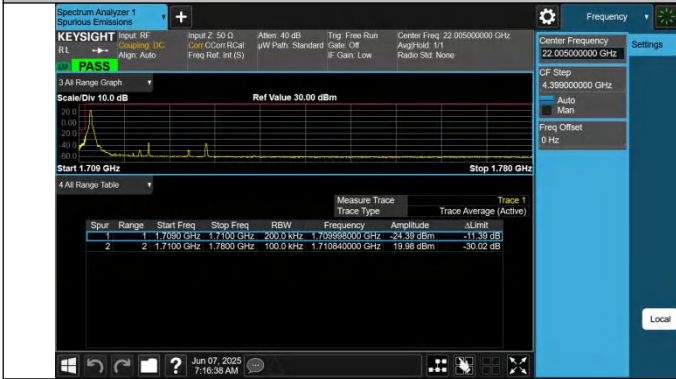 Spectrum Analyzer 1
Spurious Emissions
Frequency
KEYSIGHT Input: RF Input Z: 50 Ω Atten: 40 dB Trig: Free Run Center Freq: 22.005000000 GHz
RL Coupling: DC Corr CCorr RCal µW Path: Standard Gate: Off Avg|Hold: 1/1
Align: Auto Freq Ref: Int (S) IF Gain: Low Radio Std: None
PASS
Center Frequency
22.005000000 GHz
Settings
CF Step
4.399000000 GHz
Auto
Man
Freq Offset
0 Hz
3 All Range Graph
Scale/Div 10.0 dB Ref Value 30.00 dBm
20.0
0.00
-20.0
-40.0
-60.0
Start 1.709 GHz Stop 1.780 GHz
4 All Range Table
Measure Trace Trace 1
Trace Type Trace Average (Active)
Spur Range Start Freq Stop Freq RBW Frequency Amplitude ΔLimit
1 1 1.7090 GHz 1.7100 GHz 200.0 kHz 1.709998000 GHz -24.39 dBm -11.39 dB
2 2 1.7100 GHz 1.7800 GHz 100.0 kHz 1.710840000 GHz 19.98 dBm -30.02 dB
Local
? Jun 07, 2025
7:16:38 AM